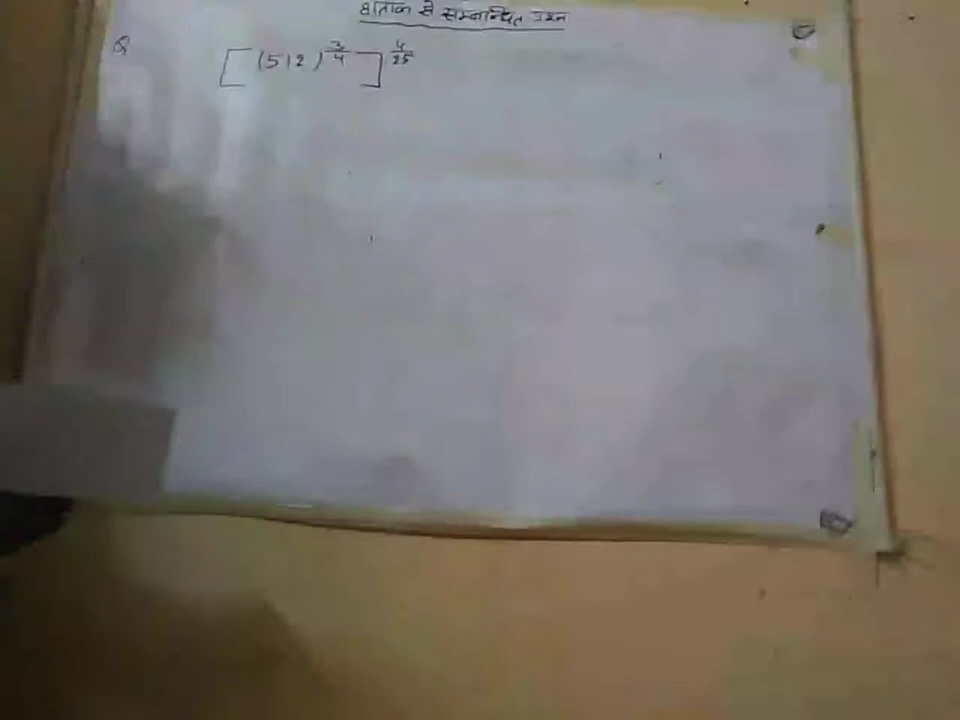 घातांक से सम्बन्धित प्रश्न
Q [(512)^{3/4}]^{4/25}